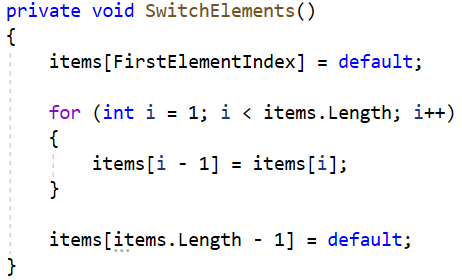 private void SwitchElements()
{
    items[FirstElementIndex] = default;
    for (int i = 1; i < items.Length; i++)
    {
        items[i - 1] = items[i];
    }
    items[items.Length - 1] = default;
}